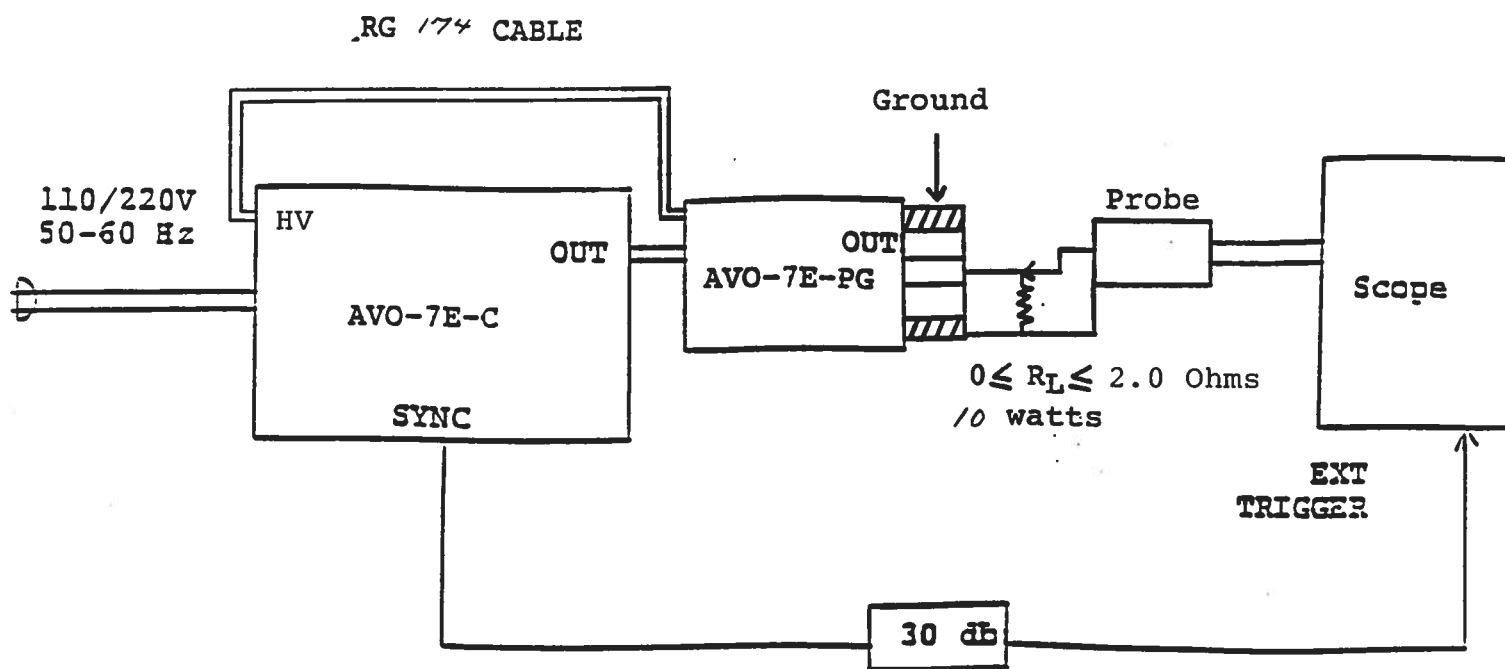 RG 174 CABLE
Ground
110/220V
50-60 Hz
HV
OUT
AVO-7E-C
SYNC
OUT
AVO-7E-PG
Probe
Scope
0≤ RL≤ 2.0 Ohms
10 watts
EXT
TRIGGER
30 db